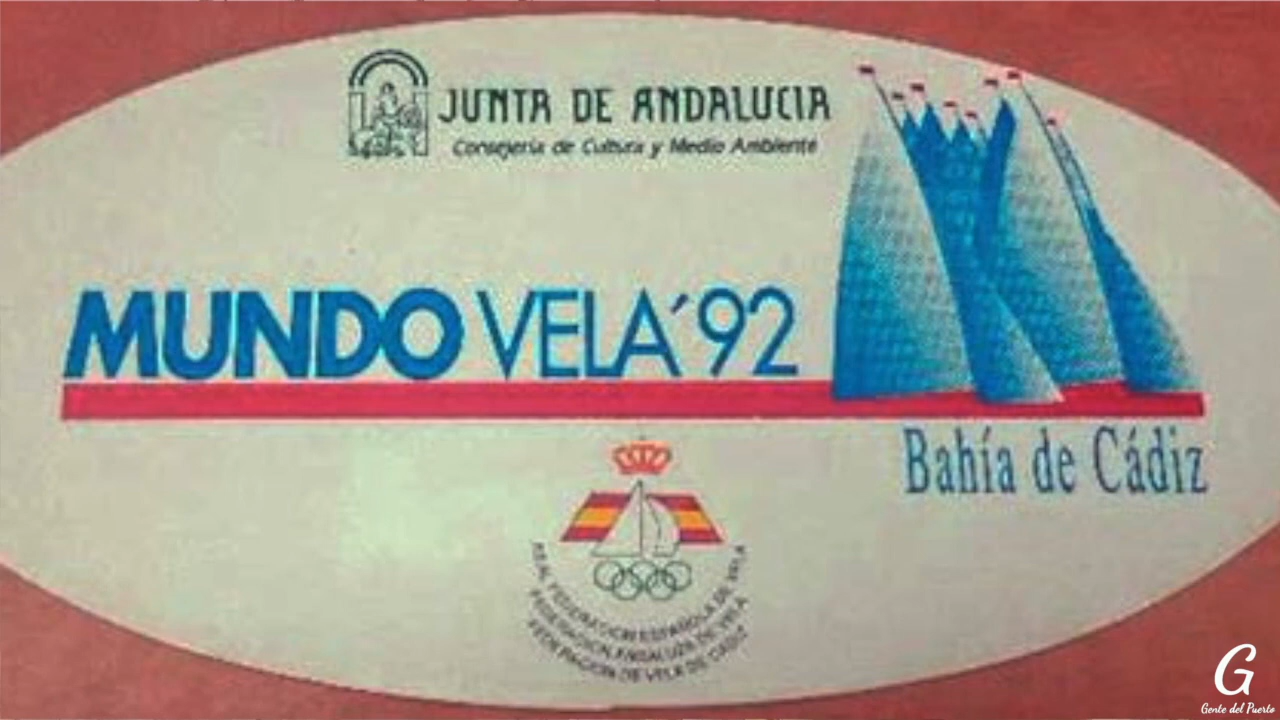 JUNTA DE ANDALUCIA
Consejería de Cultura y Medio Ambiente
MUNDO VELA´92
Bahía de Cádiz
REAL FEDERACION ESPAÑOLA DE VELA
FEDERACION ANDALUZA DE VELA
FEDERACION DE VELA DE CADIZ
G
Gente del Puerto